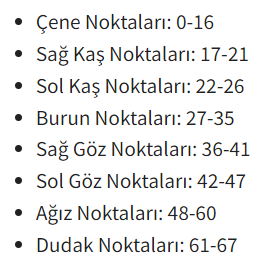 Çene Noktaları: 0-16
Sağ Kaş Noktaları: 17-21
Sol Kaş Noktaları: 22-26
Burun Noktaları: 27-35
Sağ Göz Noktaları: 36-41
Sol Göz Noktaları: 42-47
Ağız Noktaları: 48-60
Dudak Noktaları: 61-67